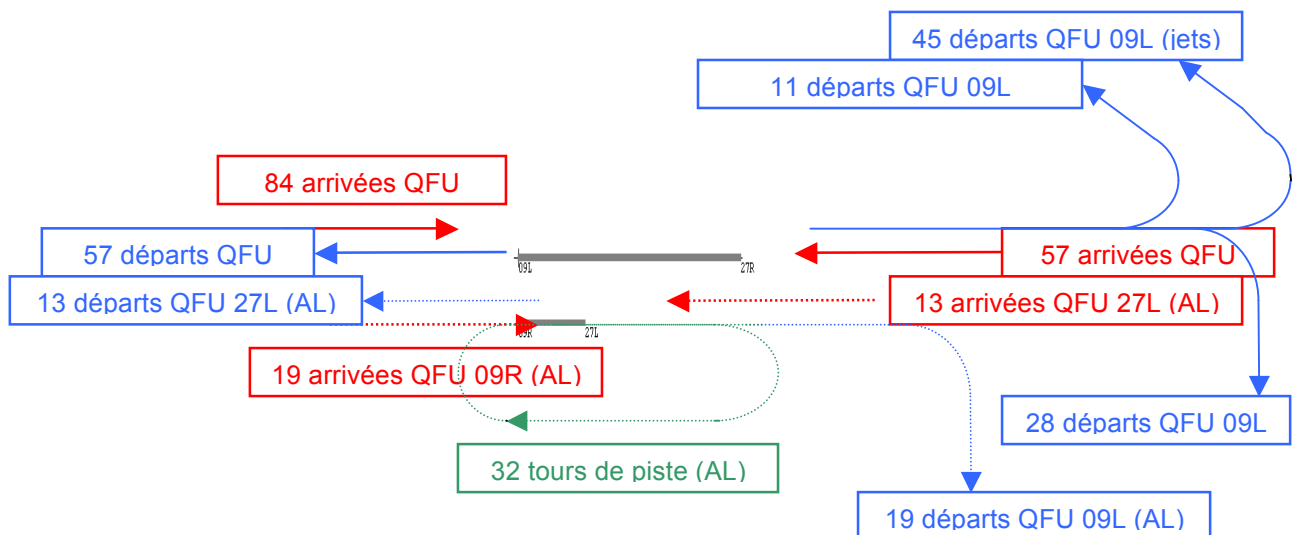 45 départs QFU 09L (jets)
11 départs QFU 09L
84 arrivées QFU
57 départs QFU
57 arrivées QFU
09L
27R
13 départs QFU 27L (AL)
13 arrivées QFU 27L (AL)
09R
27L
19 arrivées QFU 09R (AL)
28 départs QFU 09L
32 tours de piste (AL)
19 départs QFU 09L (AL)